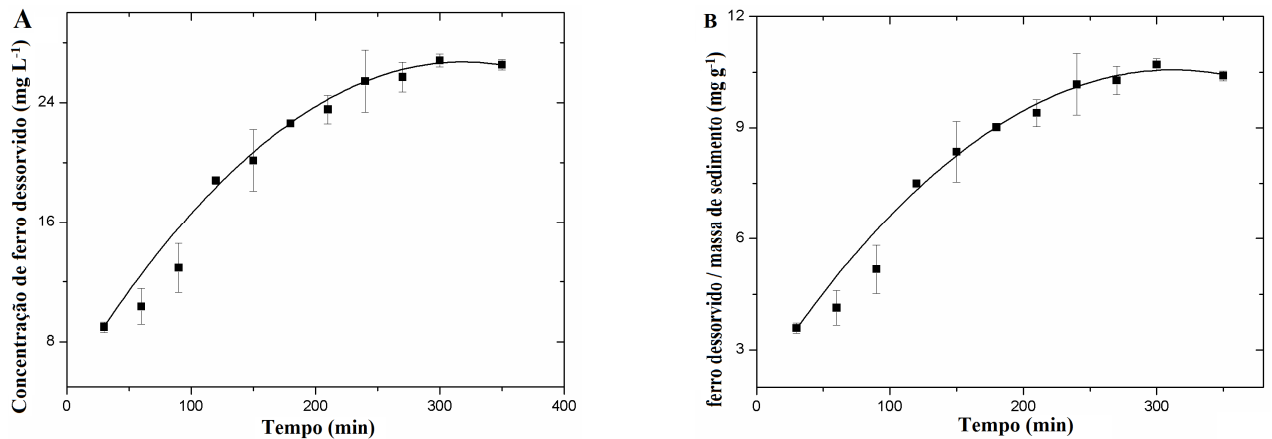 A
Concentração de ferro dessorvido (mg L-1)
24
16
8
0
100
200
300
400
Tempo (min)
B
ferro dessorvido / massa de sedimento (mg g-1)
12
9
6
3
0
100
200
300
Tempo (min)